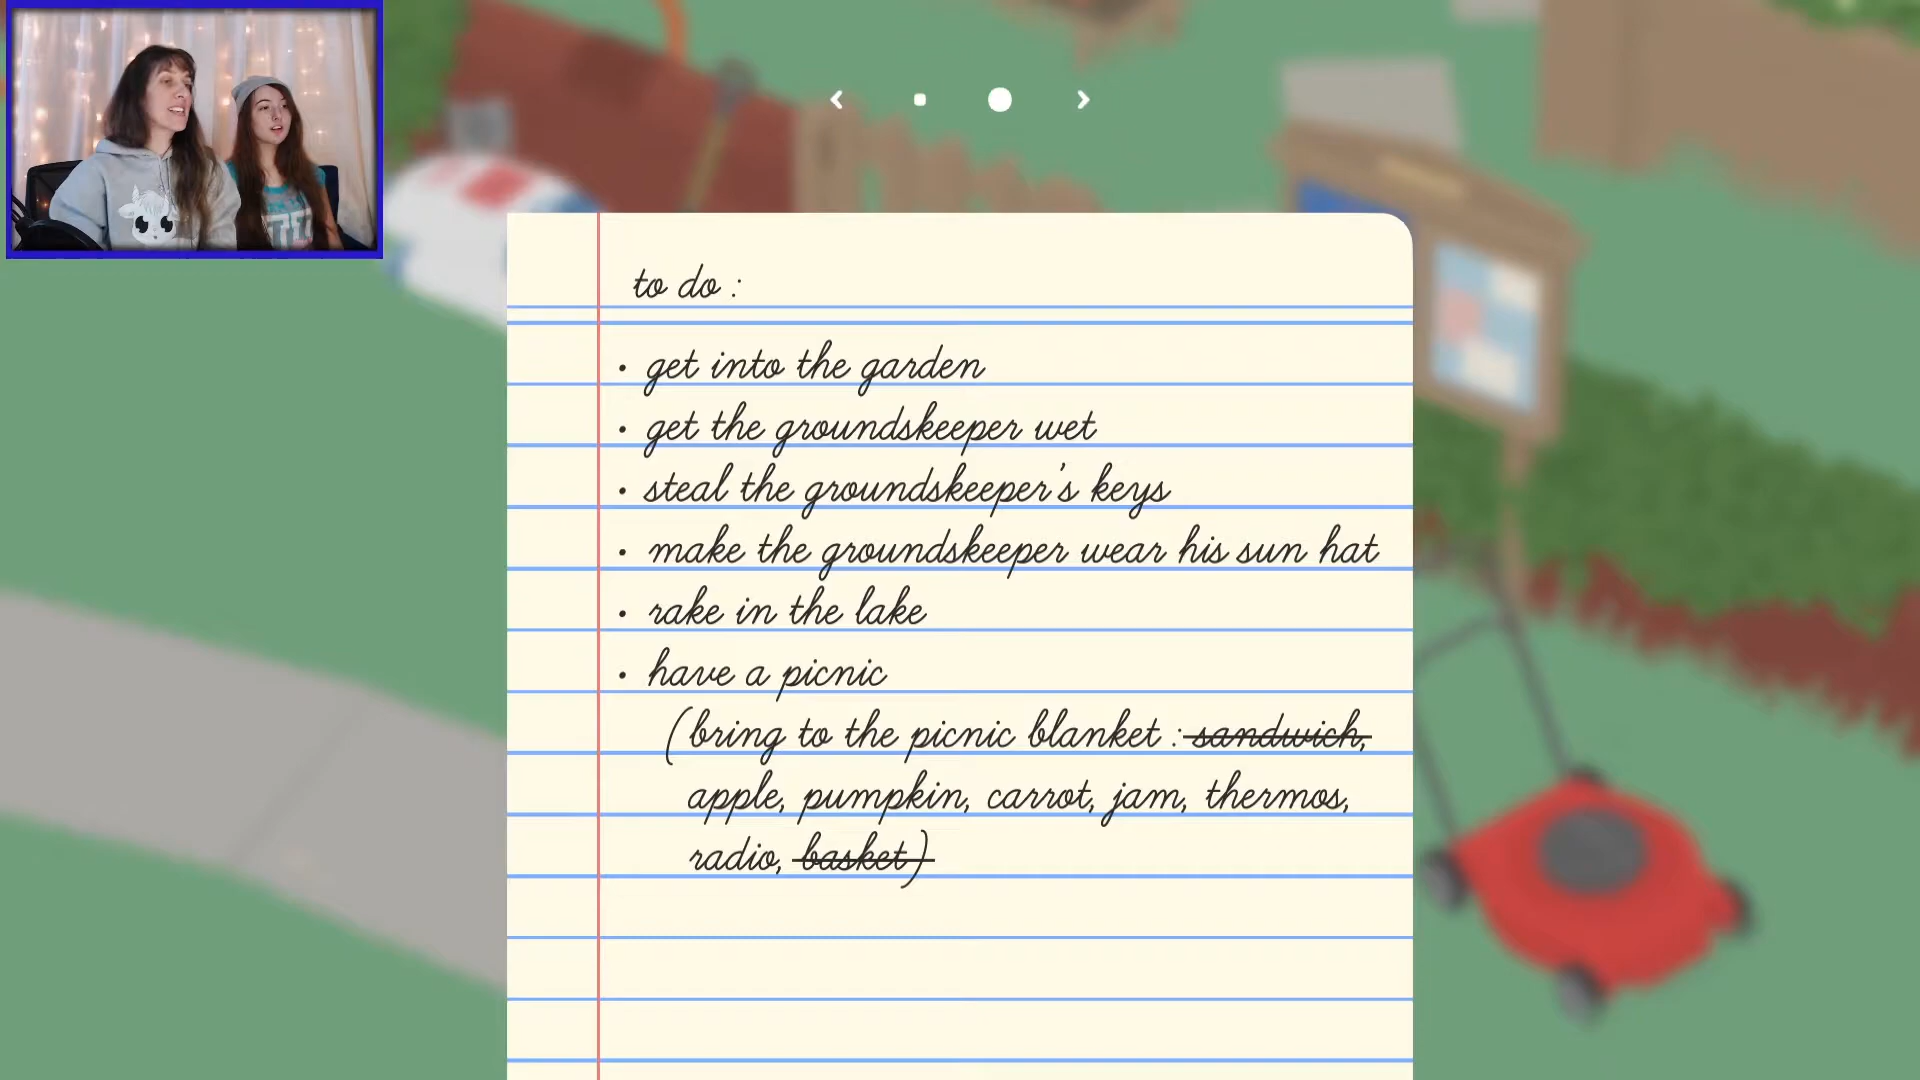 to do :
• get into the garden
• get the groundskeeper wet
• steal the groundskeeper's keys
• make the groundskeeper wear his sun hat
• rake in the lake
• have a picnic
(bring to the picnic blanket : sandwich,
apple, pumpkin, carrot, jam, thermos,
radio, basket)